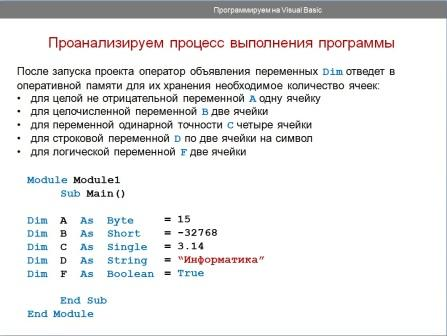 Программируем на Visual Basic
Проанализируем процесс выполнения программы
После запуска проекта оператор объявления переменных Dim отведет в
оперативной памяти для их хранения необходимое количество ячеек:
• для целой не отрицательной переменной A одну ячейку
• для целочисленной переменной B две ячейки
• для переменной одинарной точности C четыре ячейки
• для строковой переменной D по две ячейки на символ
• для логической переменной F две ячейки
Module Module1
Sub Main()
Dim A As Byte = 15
Dim B As Short = -32768
Dim C As Single = 3.14
Dim D As String = “Информатика”
Dim F As Boolean = True
End Sub
End Module